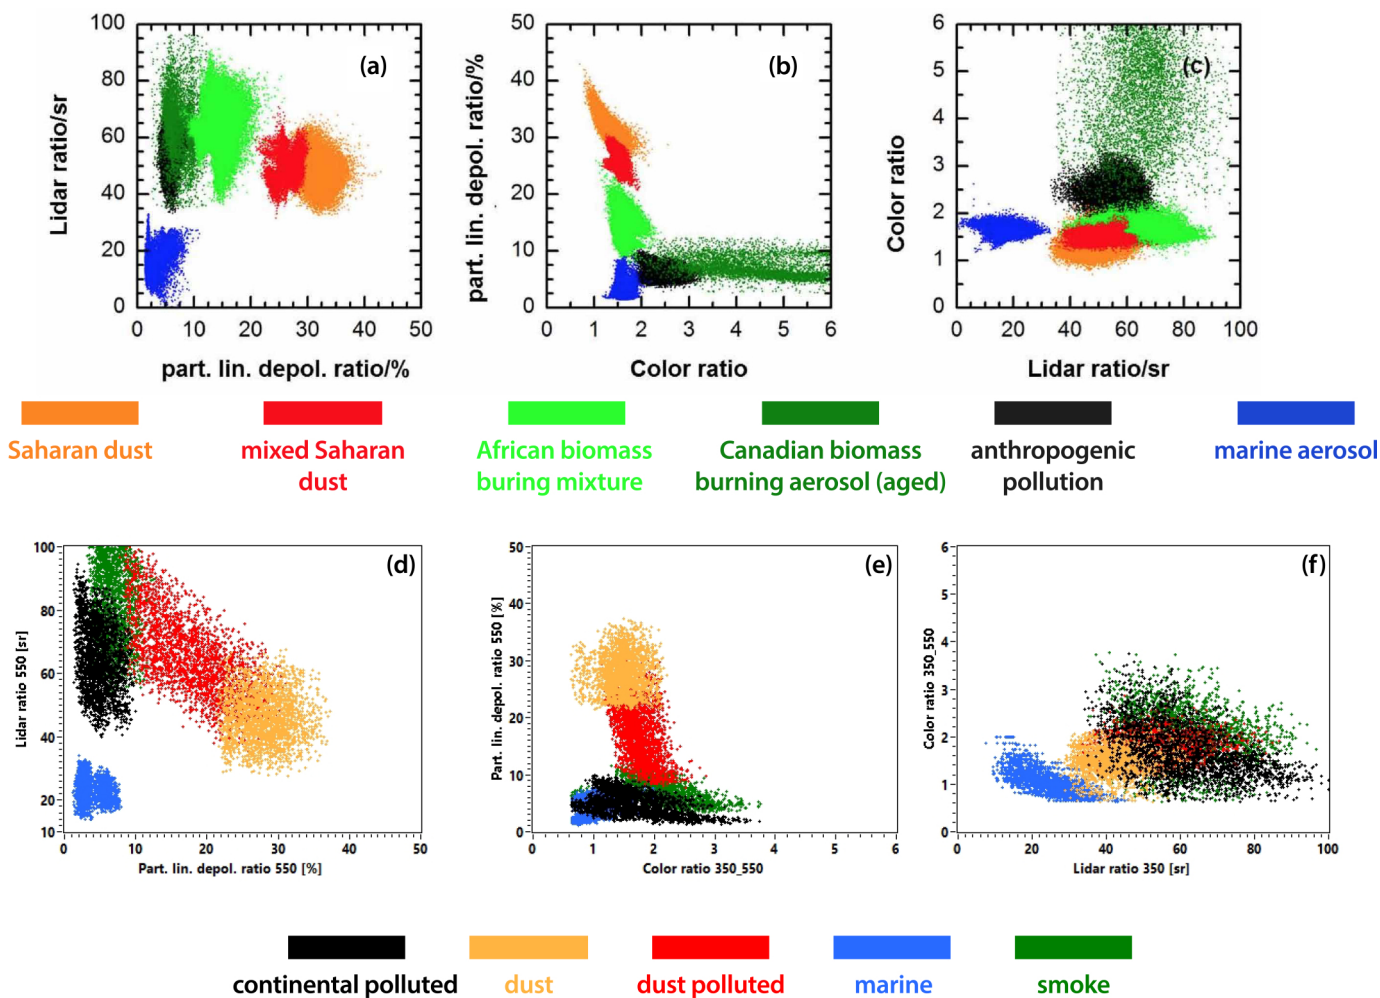 (a)
Lidar ratio/sr
100
80
60
40
20
0
0 10 20 30 40 50
part. lin. depol. ratio/%
(b)
part. lin. depol. ratio/%
50
40
30
20
10
0
0 1 2 3 4 5 6
Color ratio
(c)
Color ratio
6
5
4
3
2
1
0
0 20 40 60 80 100
Lidar ratio/sr
Saharan dust
mixed Saharan
dust
African biomass
buring mixture
Canadian biomass
burning aerosol (aged)
anthropogenic
pollution
marine aerosol
(d)
Lidar ratio 550 [sr]
100
80
60
40
20
10
0 10 20 30 40 50
Part. lin. depol. ratio 550 [%]
(e)
Part. lin. depol. ratio 550 [%]
50
40
30
20
10
0
0 1 2 3 4 5 6
Color ratio 350_550
(f)
Color ratio 350_550
6
5
4
3
2
1
0
0 20 40 60 80 100
Lidar ratio 350 [sr]
continental polluted
dust
dust polluted
marine
smoke